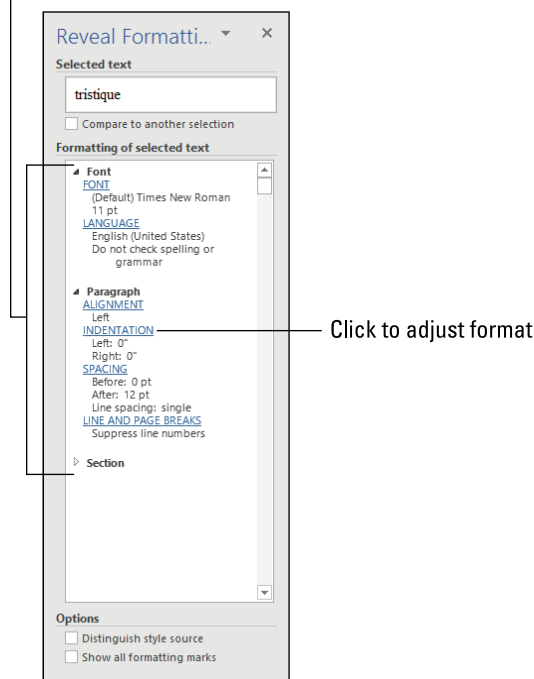 Reveal Formatti...
Selected text
tristique
Compare to another selection
Formatting of selected text
Font
FONT
(Default) Times New Roman
11 pt
LANGUAGE
English (United States)
Do not check spelling or
grammar
Paragraph
ALIGNMENT
Left
INDENTATION
Click to adjust format
Left: 0"
Right: 0"
SPACING
Before: 0 pt
After: 12 pt
Line spacing: single
LINE AND PAGE BREAKS
Suppress line numbers
Section
Options
Distinguish style source
Show all formatting marks